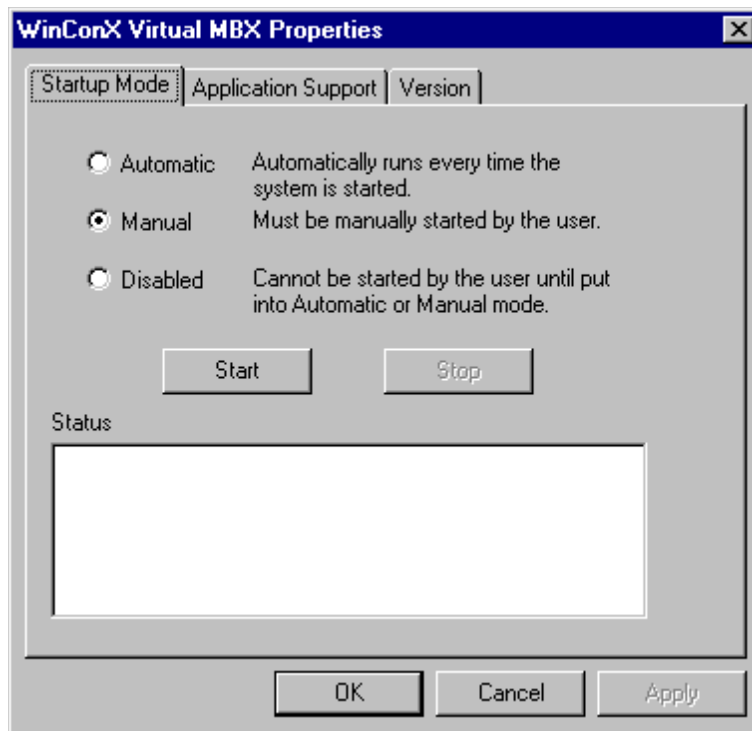 WinConX Virtual MBX Properties
Startup Mode Application Support Version
Automatic Automatically runs every time the
system is started.
Manual Must be manually started by the user.
Disabled Cannot be started by the user until put
into Automatic or Manual mode.
Start Stop
Status
OK Cancel Apply